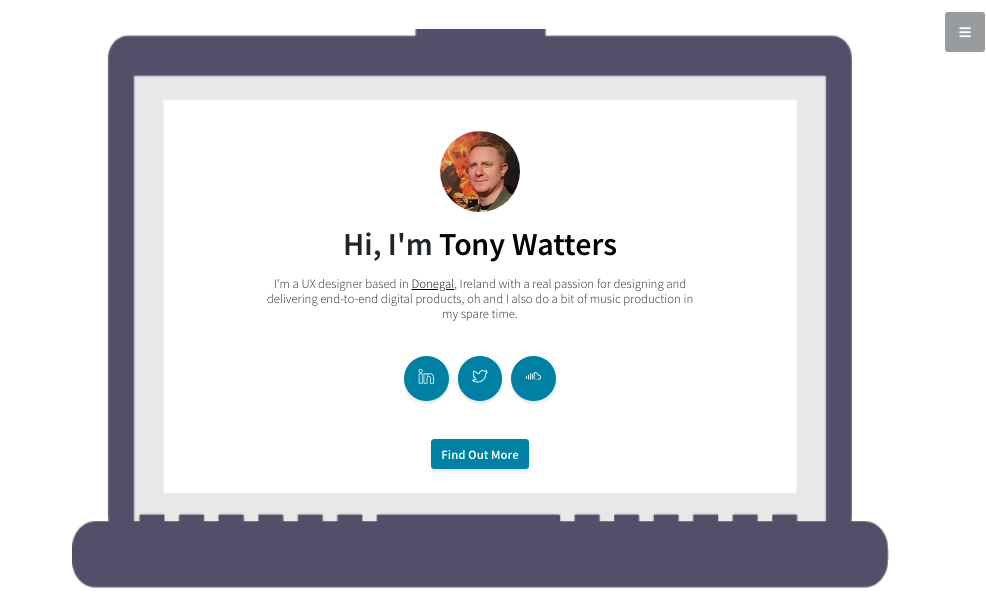 Hi, I'm Tony Watters
I'm a UX designer based in Donegal, Ireland with a real passion for designing and
delivering end-to-end digital products, oh and I also do a bit of music production in
my spare time.
in
Find Out More